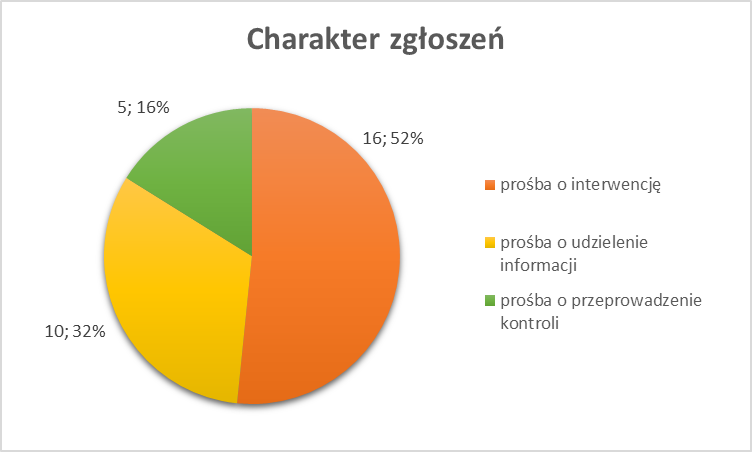 Charakter zgłoszeń
5; 16%
16; 52%
10; 32%
prośba o interwencję
prośba o udzielenie
informacji
prośba o przeprowadzenie
kontroli